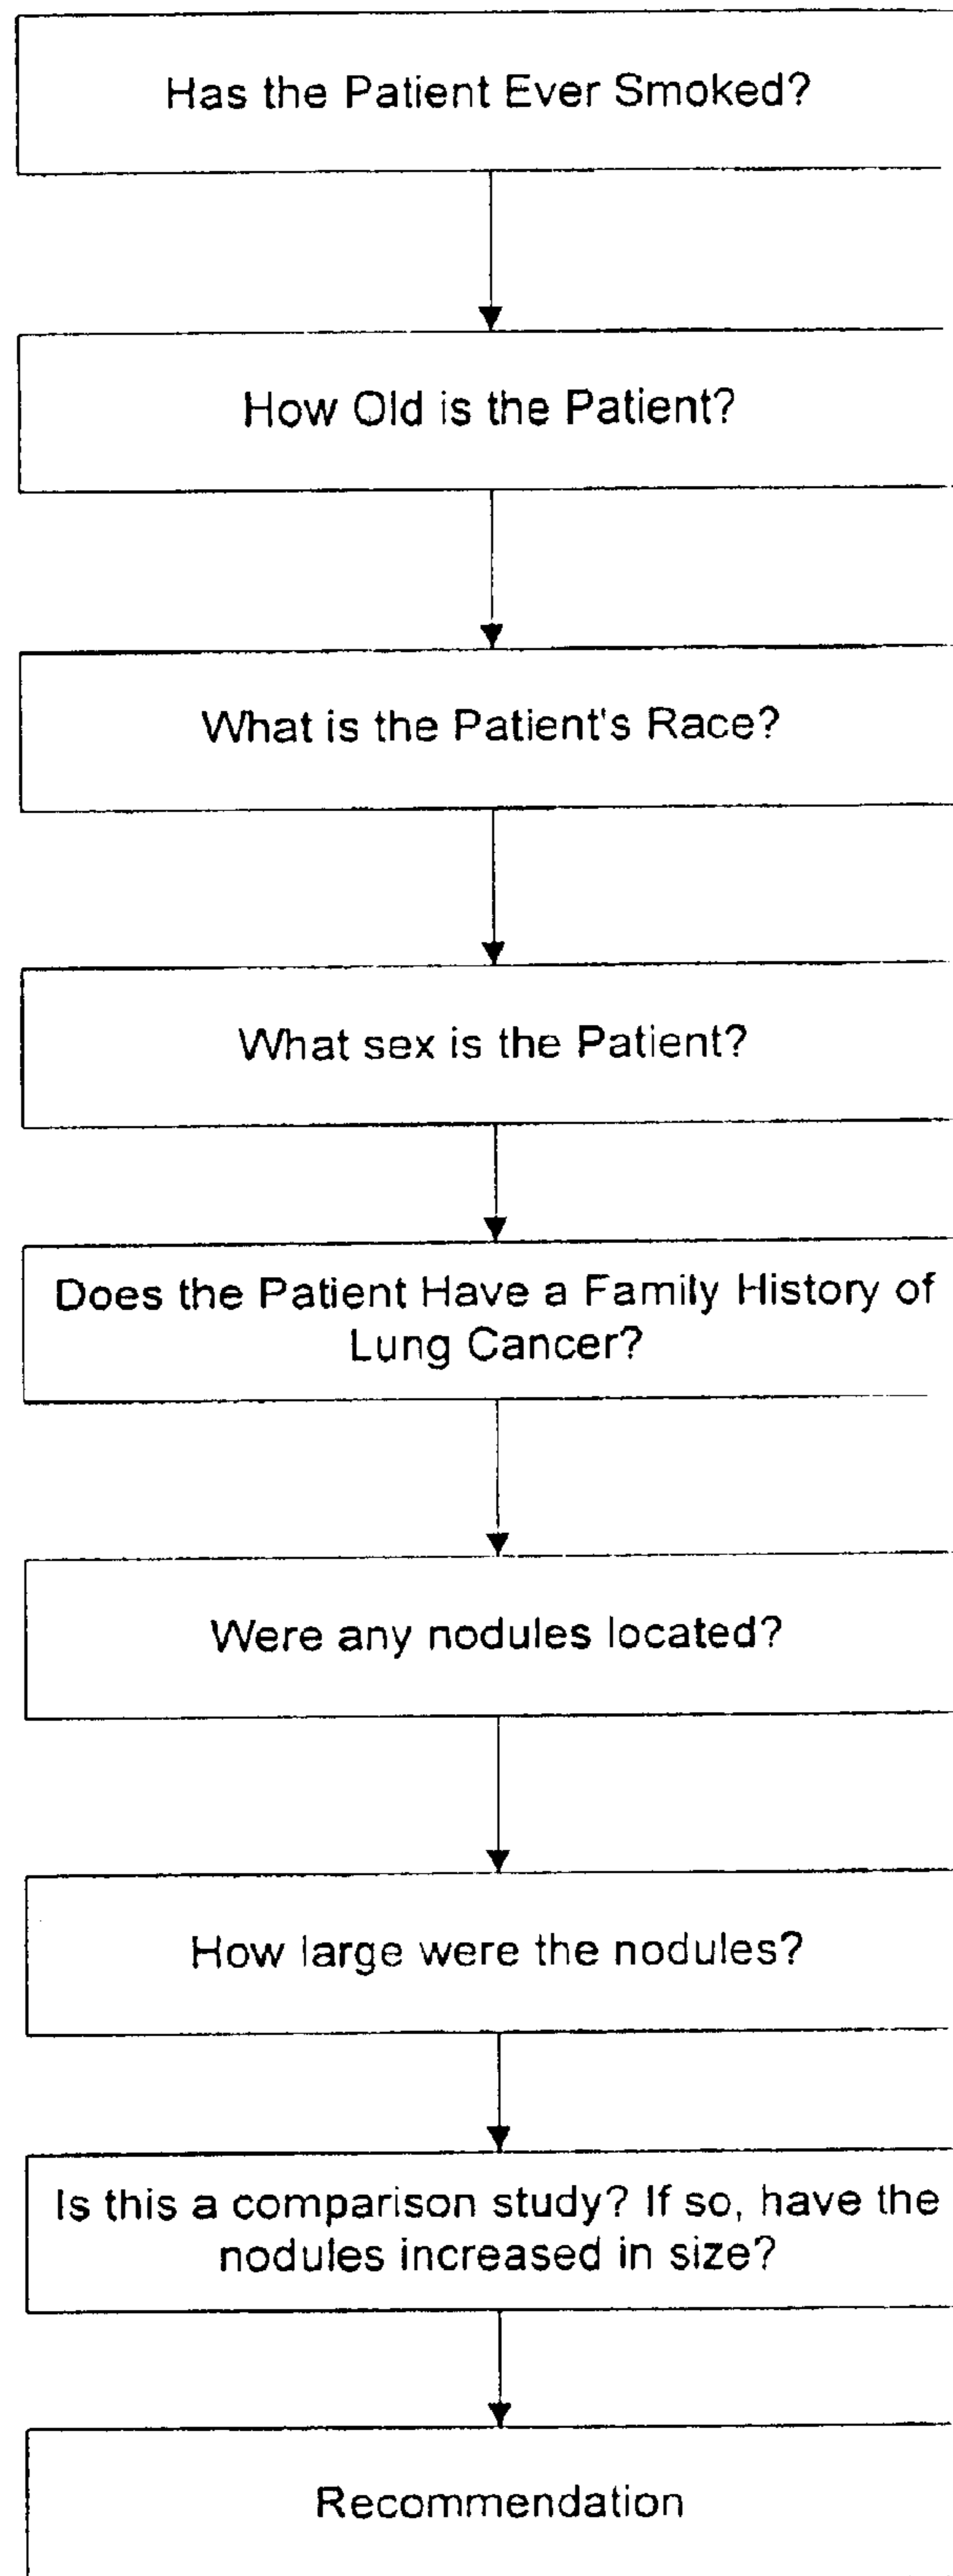 Has the Patient Ever Smoked?
How Old is the Patient?
What is the Patient's Race?
What sex is the Patient?
Does the Patient Have a Family History of
Lung Cancer?
Were any nodules located?
How large were the nodules?
Is this a comparison study? If so, have the
nodules increased in size?
Recommendation